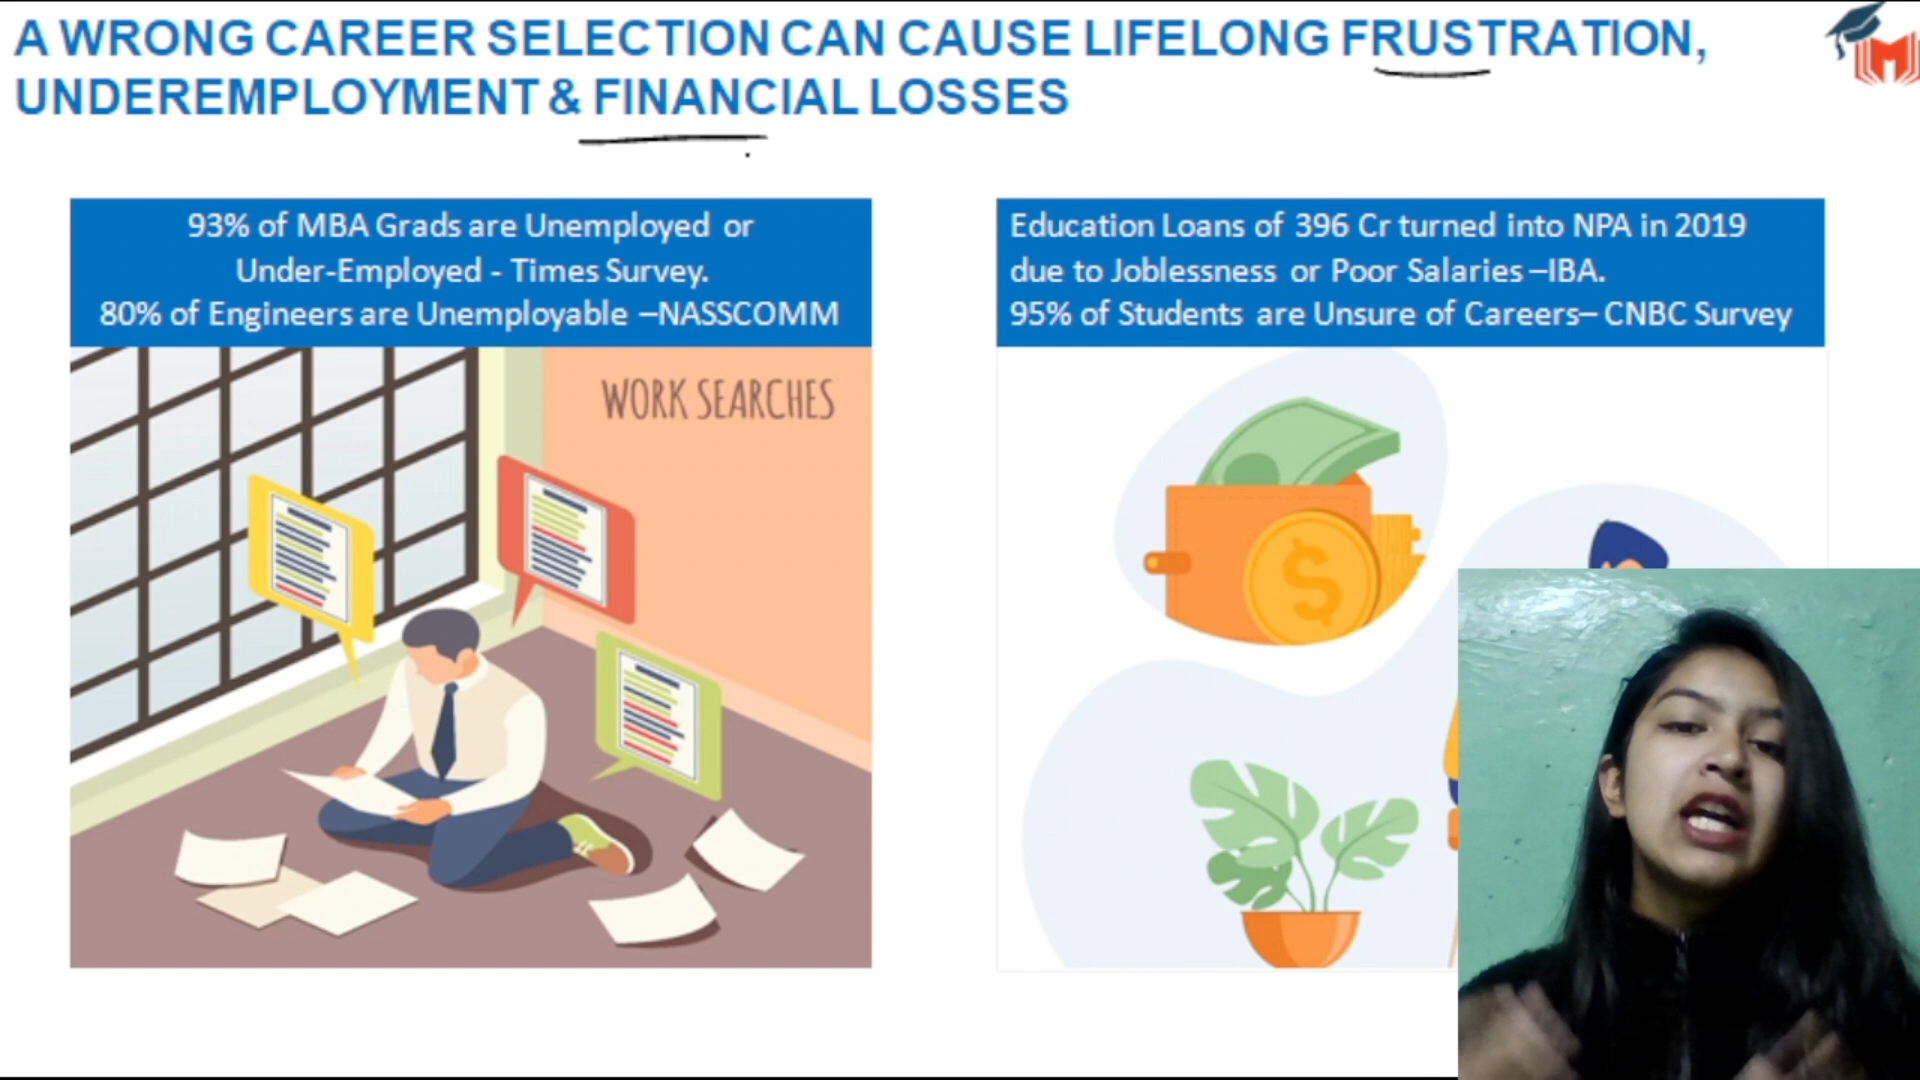 A WRONG CAREER SELECTION CAN CAUSE LIFELONG FRUSTRATION,
UNDEREMPLOYMENT & FINANCIAL LOSSES
93% of MBA Grads are Unemployed or
Under-Employed - Times Survey.
80% of Engineers are Unemployable –NASSCOMM
Education Loans of 396 Cr turned into NPA in 2019
due to Joblessness or Poor Salaries –IBA.
95% of Students are Unsure of Careers– CNBC Survey
WORK SEARCHES
$